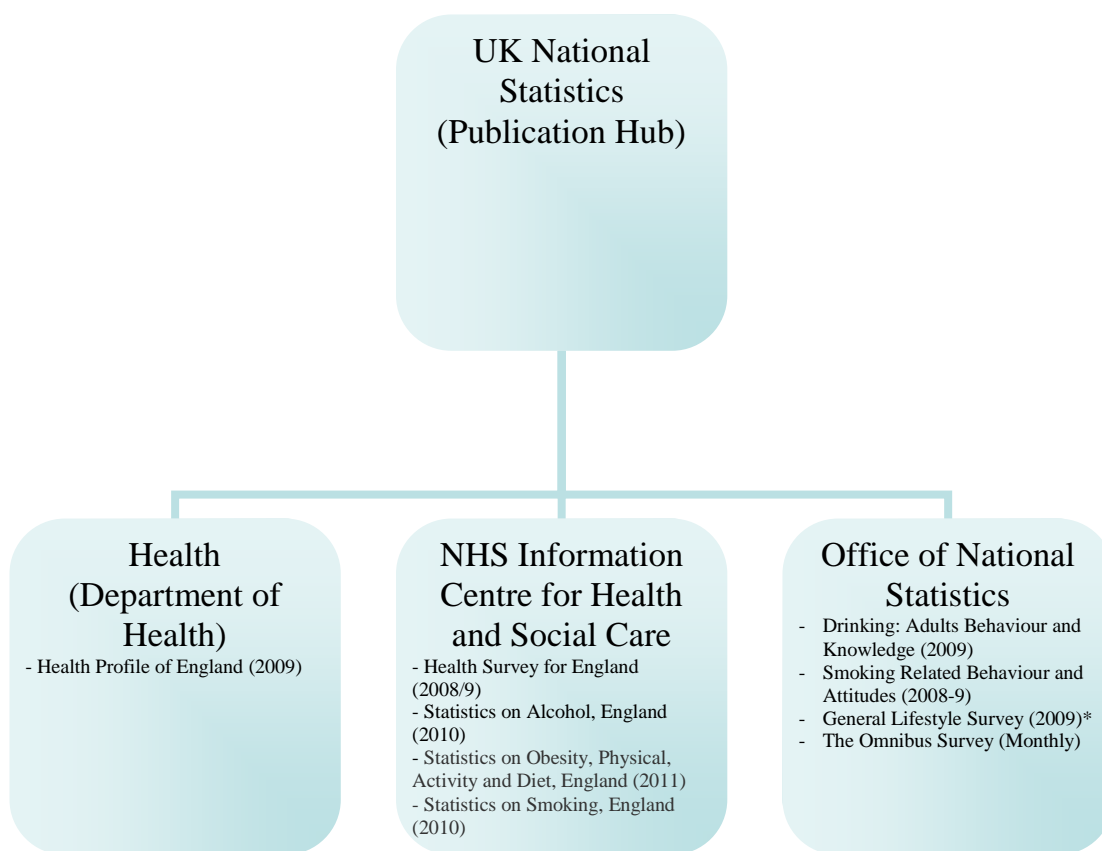 UK National
Statistics
(Publication Hub)
Health
(Department of
Health)
- Health Profile of England (2009)
NHS Information
Centre for Health
and Social Care
- Health Survey for England
(2008/9)
- Statistics on Alcohol, England
(2010)
- Statistics on Obesity, Physical,
Activity and Diet, England (2011)
- Statistics on Smoking, England
(2010)
Office of National
Statistics
- Drinking: Adults Behaviour and
Knowledge (2009)
- Smoking Related Behaviour and
Attitudes (2008-9)
- General Lifestyle Survey (2009)*
- The Omnibus Survey (Monthly)